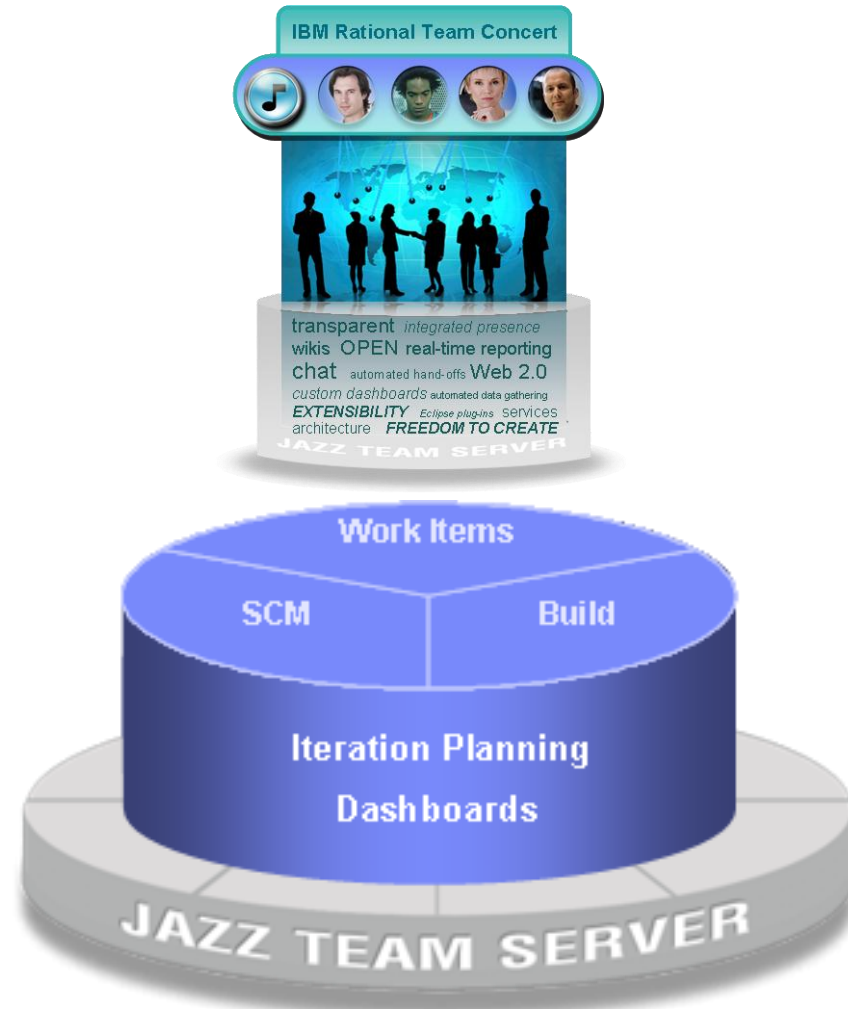 IBM Rational Team Concert
transparent integrated presence
wikis OPEN real-time reporting
chat automated hand-offs Web 2.0
custom dashboards automated data gathering
EXTENSIBILITY Eclipse plug-ins services
architecture FREEDOM TO CREATE
JAZZ TEAM SERVER
Work Items
SCM Build
Iteration Planning
Dashboards
JAZZ TEAM SERVER